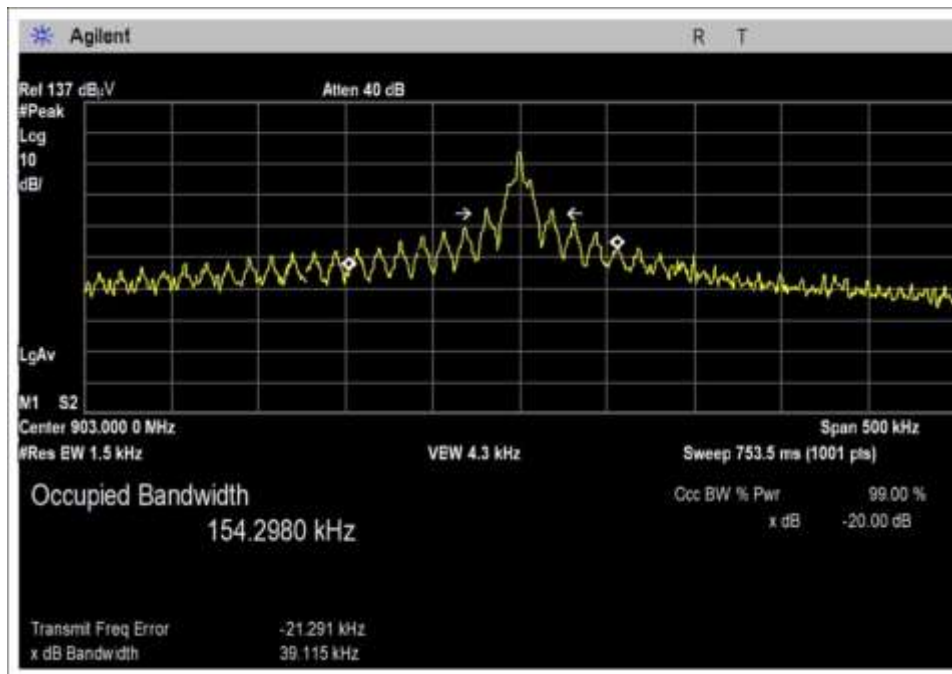 Agilent
R T
Ref 137 dBµV Atten 40 dB
#Peak
Log
10
dB/
LgAv
M1 S2
Center 903.000 0 MHz Span 500 kHz
#Res EW 1.5 kHz VEW 4.3 kHz Sweep 753.5 ms (1001 pts)
Occupied Bandwidth Occ BW % Pwr 99.00 %
154.2980 kHz x dB -20.00 dB
Transmit Freq Error -21.291 kHz
x dB Bandwidth 39.115 kHz